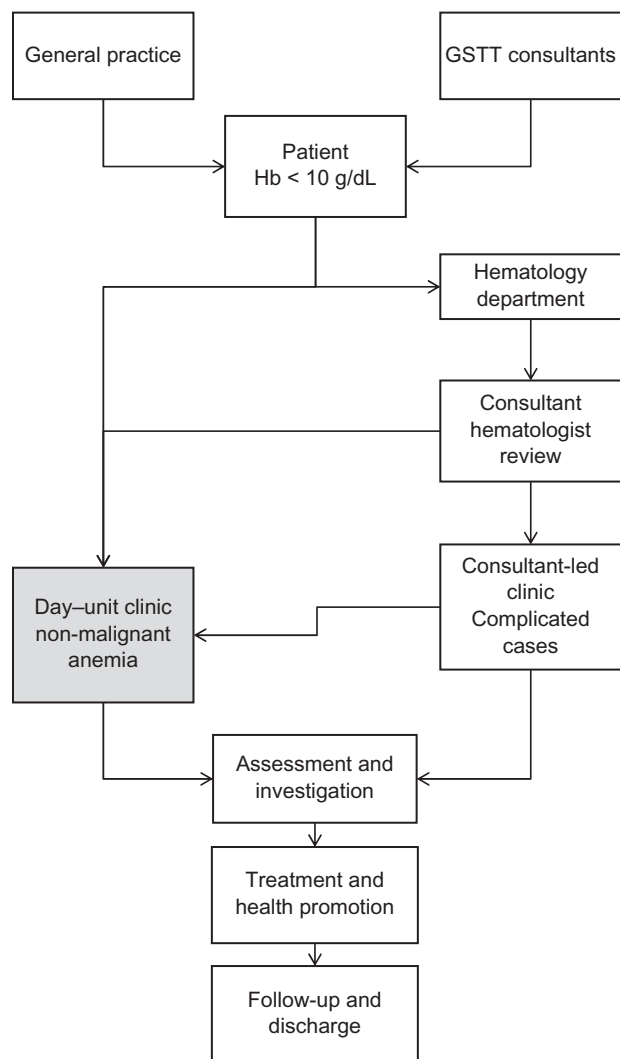 General practice
GSTT consultants
Patient
Hb < 10 g/dL
Hematology
department
Consultant
hematologist
review
Consultant-led
clinic
Complicated
cases
Day–unit clinic
non-malignant
anemia
Assessment and
investigation
Treatment and
health promotion
Follow-up and
discharge